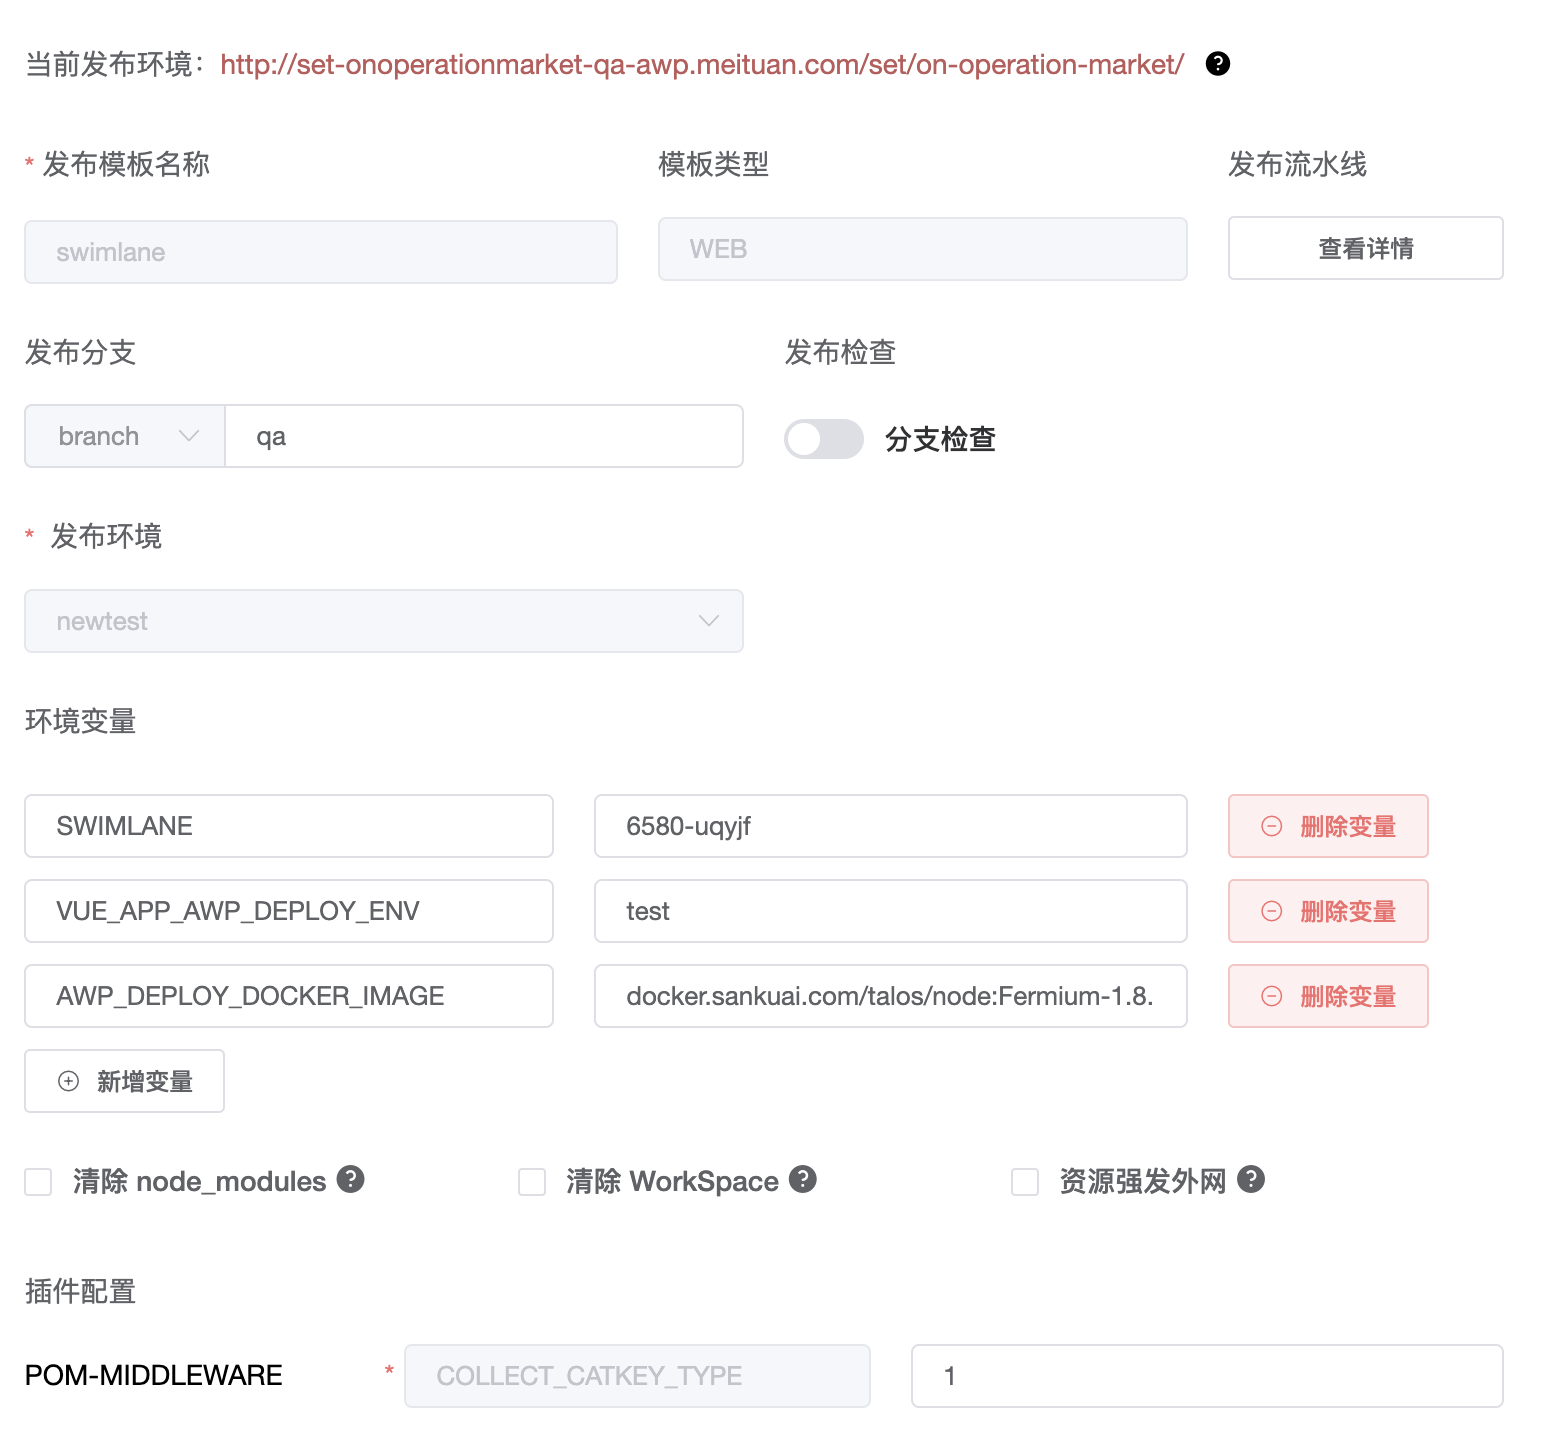 当前发布环境：http://set-onoperationmarket-qa-awp.meituan.com/set/on-operation-market/ ?
* 发布模板名称 模板类型 发布流水线
swimlane WEB 查看详情
发布分支 发布检查
branch qa 分支检查
* 发布环境
newtest
环境变量
SWIMLANE 6580-uqyjf 删除变量
VUE_APP_AWP_DEPLOY_ENV test 删除变量
AWP_DEPLOY_DOCKER_IMAGE docker.sankuai.com/talos/node:Fermium-1.8. 删除变量
新增变量
清除 node_modules ? 清除 WorkSpace ? 资源强发外网 ?
插件配置
POM-MIDDLEWARE * COLLECT_CATKEY_TYPE 1